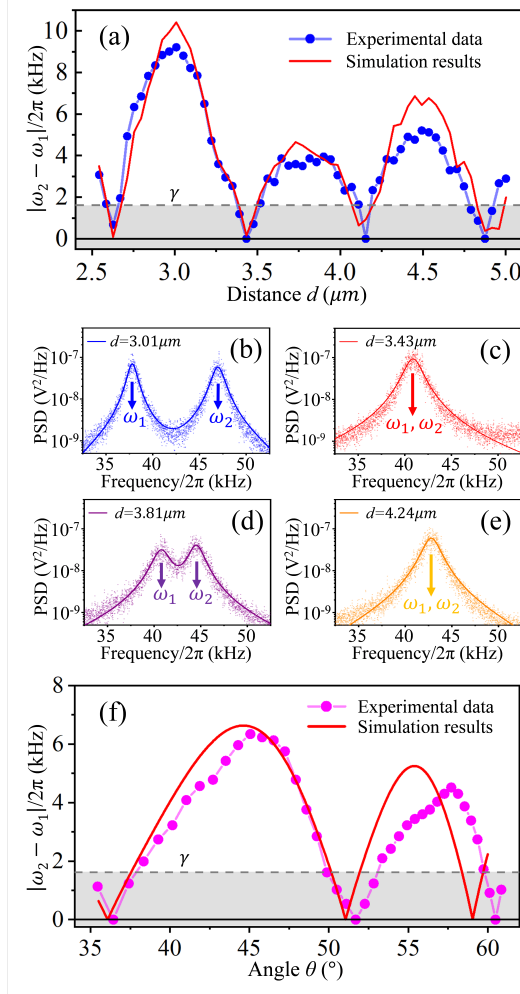 (a)
Experimental data
Simulation results
γ
10
8
6
4
2
0
|ω₂ − ω₁|/2π (kHz)
2.5 3.0 3.5 4.0 4.5 5.0
Distance d (μm)
(b)
d=3.01μm
10⁻⁷
10⁻⁸
10⁻⁹
PSD (V²/Hz)
ω₁ ω₂
35 40 45 50
Frequency/2π (kHz)
(c)
d=3.43μm
10⁻⁷
10⁻⁸
10⁻⁹
PSD (V²/Hz)
ω₁, ω₂
35 40 45 50
Frequency/2π (kHz)
(d)
d=3.81μm
10⁻⁷
10⁻⁸
10⁻⁹
PSD (V²/Hz)
ω₁ ω₂
35 40 45 50
Frequency/2π (kHz)
(e)
d=4.24μm
10⁻⁷
10⁻⁸
10⁻⁹
PSD (V²/Hz)
ω₁, ω₂
35 40 45 50
Frequency/2π (kHz)
(f)
Experimental data
Simulation results
γ
8
6
4
2
0
|ω₂ − ω₁|/2π (kHz)
35 40 45 50 55 60
Angle θ (°)